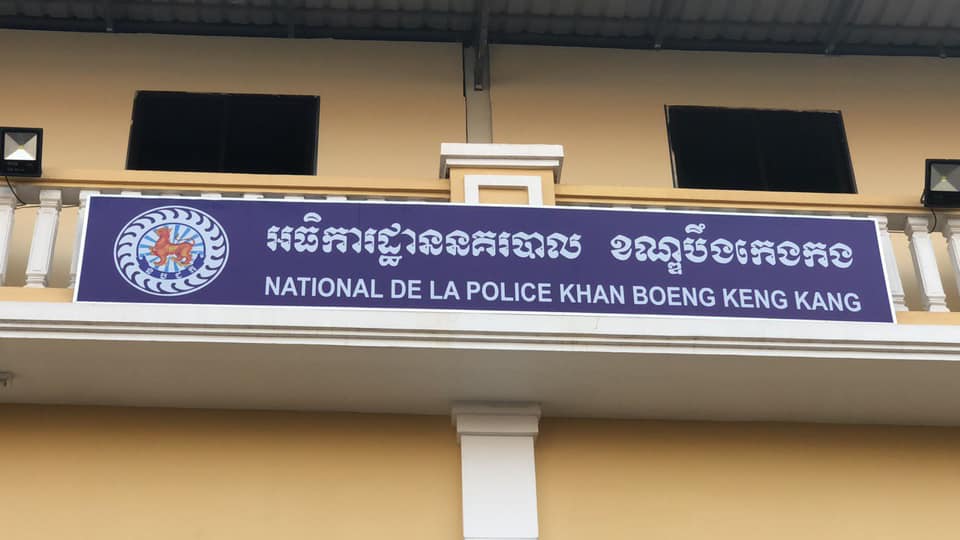 អធិការដ្ឋាននគរបាល ខណ្ឌបឹងកេងកង
NATIONAL DE LA POLICE KHAN BOENG KENG KANG